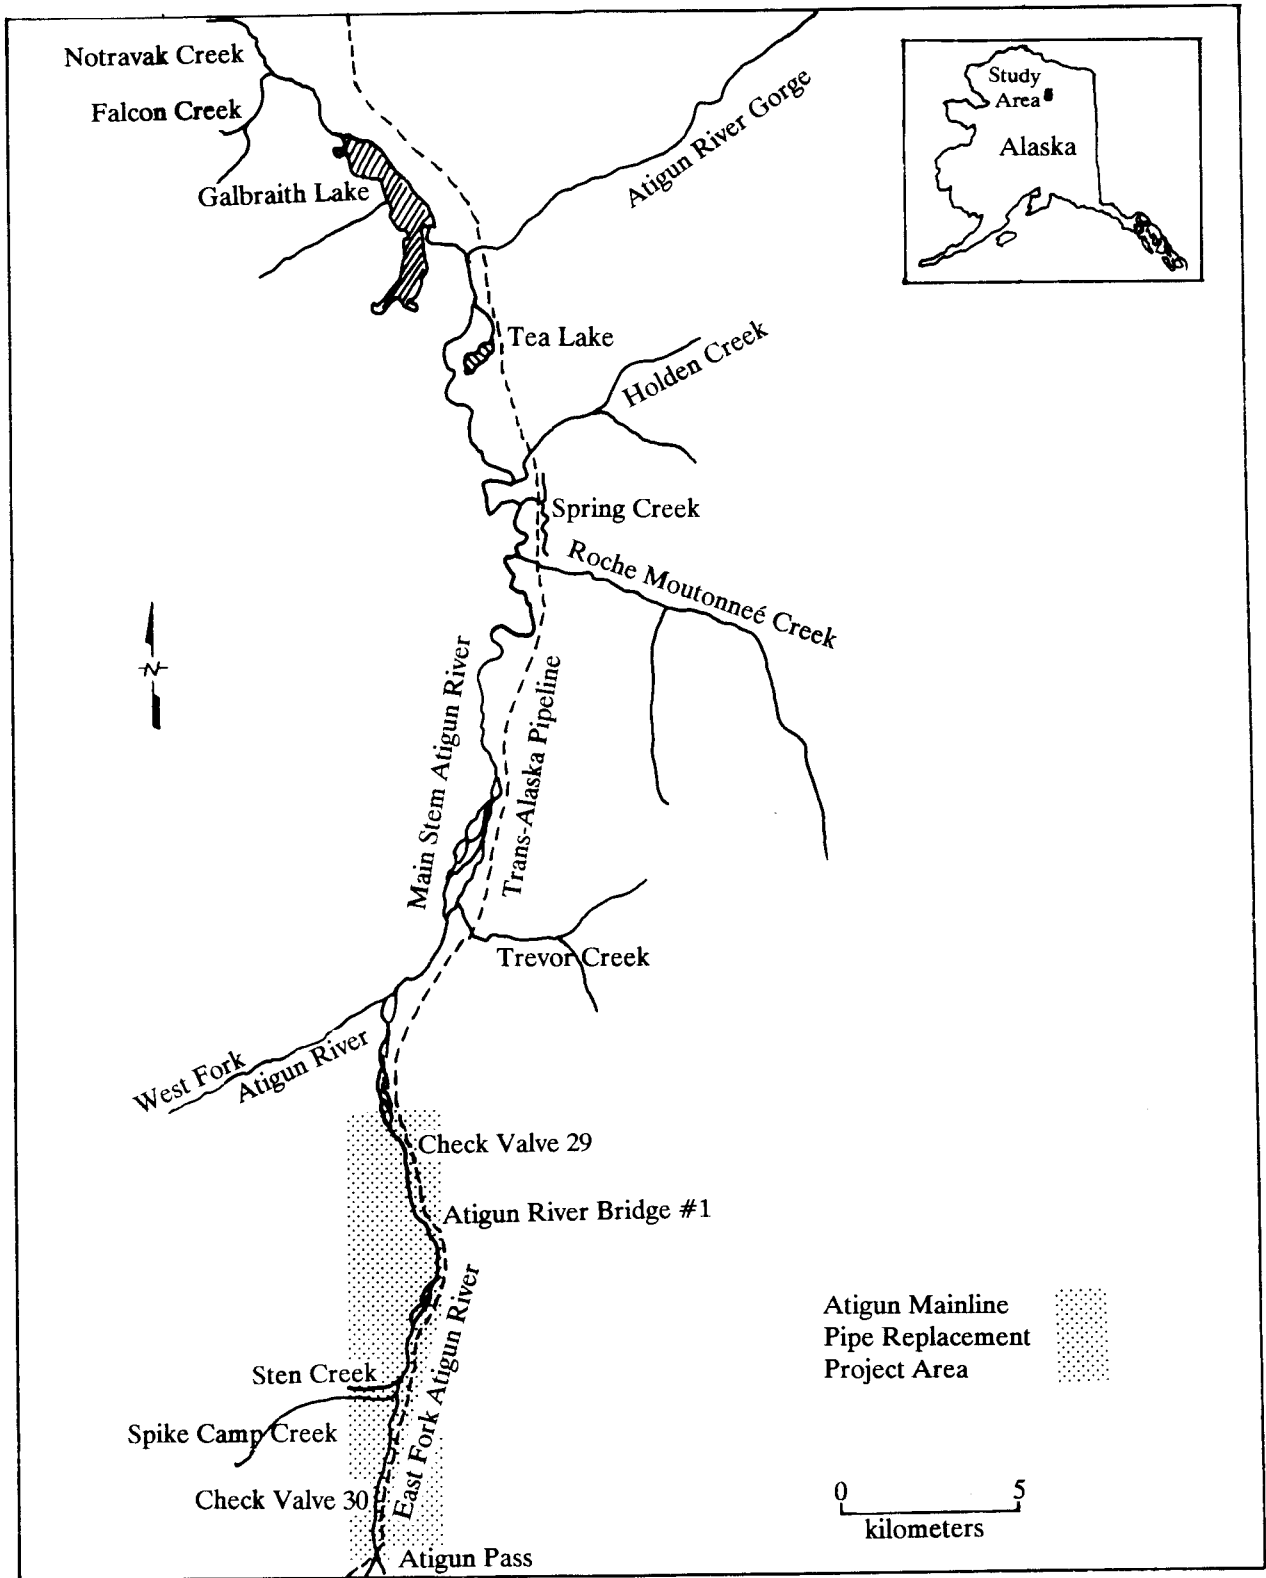 Notravak Creek
Falcon Creek
Galbraith Lake
Atigun River Gorge
Study
Area
Alaska
Tea Lake
Holden Creek
Spring Creek
Roche Moutonneé Creek
N
Main Stem Atigun River
Trans-Alaska Pipeline
Trevor Creek
West Fork
Atigun River
Check Valve 29
Atigun River Bridge #1
East Fork Atigun River
Atigun Mainline
Pipe Replacement
Project Area
Sten Creek
Spike Camp Creek
Check Valve 30
Atigun Pass
0 5
kilometers